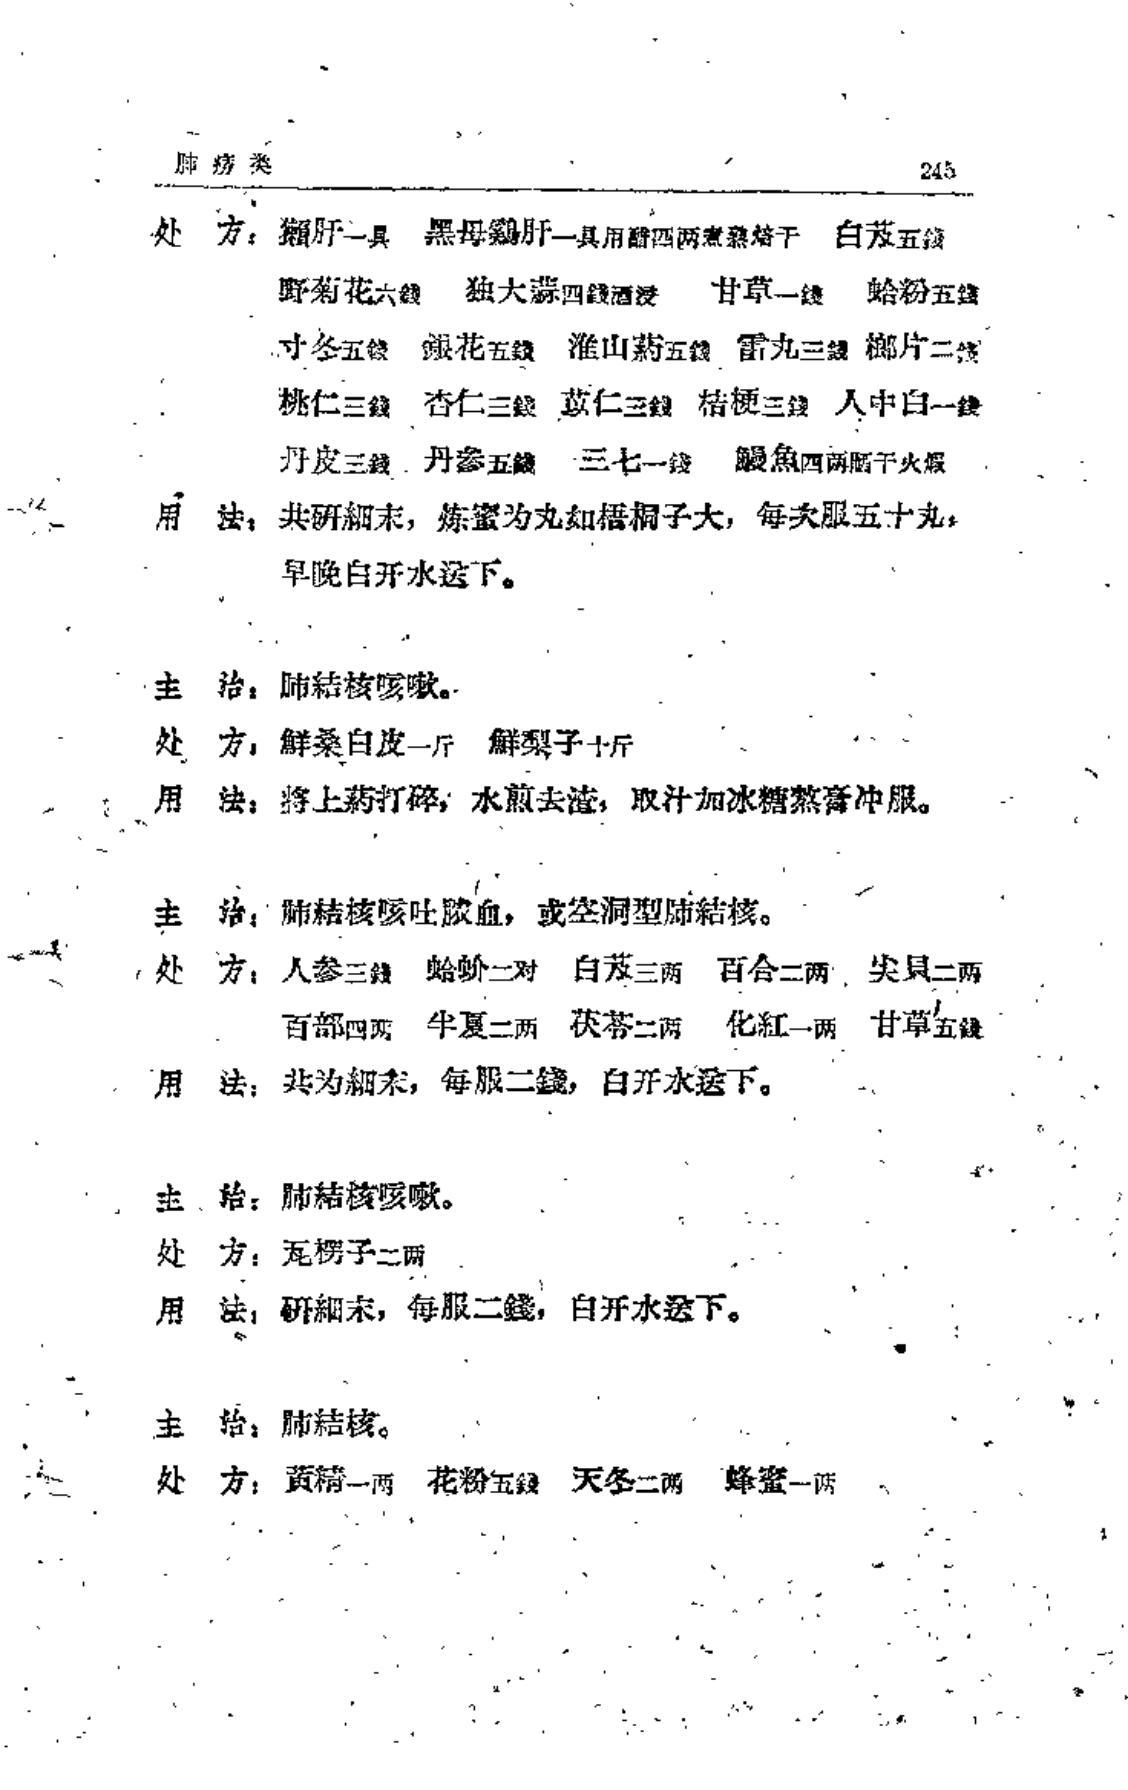 肺痨类 245
处 方：獺肝一具 黑母鷄肝一具用醋四两煮熟焙干 白芨五錢
野菊花六錢 独大蒜四錢酒浸 甘草一錢 蛤粉五錢
寸冬五錢 銀花五錢 淮山葯五錢 雷丸三錢 榔片二錢
桃仁三錢 杏仁三錢 苡仁三錢 桔梗三錢 人中白一錢
丹皮三錢 丹参五錢 三七一錢 鰻魚四两晒干火煆
用 法：共研細末，炼蜜为丸如梧桐子大，每次服五十丸，
早晚白开水送下。
主 治：肺結核咳嗽。
处 方：鮮桑白皮一斤 鮮梨子十斤
用 法：将上葯打碎，水煎去渣，取汁加冰糖熬膏冲服。
主 治：肺結核咳吐脓血，或空洞型肺結核。
处 方：人参三錢 蛤蚧二对 白芨三两 百合二两 尖貝二两
百部四两 半夏二两 茯苓二两 化紅一两 甘草五錢
用 法：共为細末，每服二錢，白开水送下。
主 治：肺結核咳嗽。
处 方：瓦楞子二两
用 法：研細末，每服二錢，白开水送下。
主 治：肺結核。
处 方：黄精一两 花粉五錢 天冬二两 蜂蜜一两